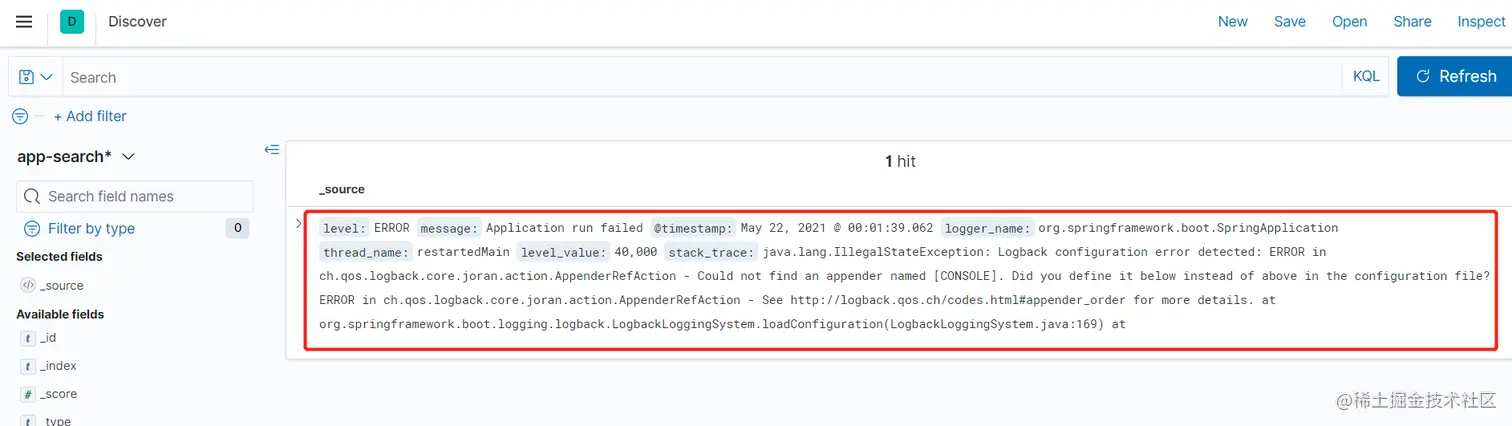 D Discover New Save Open Share Inspect
Search KQL Refresh
+ Add filter
app-search*
Search field names
Filter by type 0
Selected fields
_source
Available fields
t _id
t _index
# _score
t _type
1 hit
_source
level: ERROR message: Application run failed @timestamp: May 22, 2021 @ 00:01:39.062 logger_name: org.springframework.boot.SpringApplication
thread_name: restartedMain level_value: 40,000 stack_trace: java.lang.IllegalStateException: Logback configuration error detected: ERROR in
ch.qos.logback.core.joran.action.AppenderRefAction - Could not find an appender named [CONSOLE]. Did you define it below instead of above in the configuration file?
ERROR in ch.qos.logback.core.joran.action.AppenderRefAction - See http://logback.qos.ch/codes.html#appender_order for more details. at
org.springframework.boot.logging.logback.LogbackLoggingSystem.loadConfiguration(LogbackLoggingSystem.java:169) at
@稀土掘金技术社区